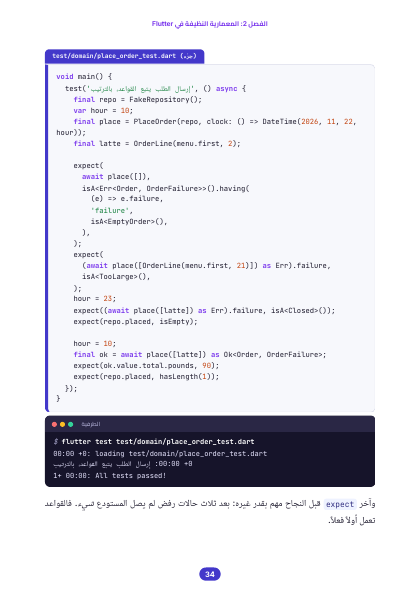 الفصل 2: المعمارية النظيفة في Flutter
test/domain/place_order_test.dart (جزء)
void main() {
test('إرسال الطلب يتبع القواعد بالترتيب', () async {
final repo = FakeRepository();
var hour = 10;
final place = PlaceOrder(repo, clock: () => DateTime(2026, 11, 22,
hour));
final latte = OrderLine(menu.first, 2);
expect(
await place([]),
isA<Err<Order, OrderFailure>>().having(
(e) => e.failure,
'failure',
isA<EmptyOrder>(),
),
);
expect(
(await place([OrderLine(menu.first, 21)]) as Err).failure,
isA<TooLarge>(),
);
hour = 23;
expect((await place([latte]) as Err).failure, isA<Closed>());
expect(repo.placed, isEmpty);
hour = 10;
final ok = await place([latte]) as Ok<Order, OrderFailure>;
expect(ok.value.total.pounds, 90);
expect(repo.placed, hasLength(1));
});
}
الطرفية
$ flutter test test/domain/place_order_test.dart
00:00 +0: loading test/domain/place_order_test.dart
00:00 +0: إرسال الطلب يتبع القواعد بالترتيب
00:00 +1: All tests passed!
وآخر expect قبل النجاح مهم بقدر غيره: بعد ثلاث حالات رفض لم يصل المستودع شيء. فالقواعد
تعمل أولاً فعلاً.
34